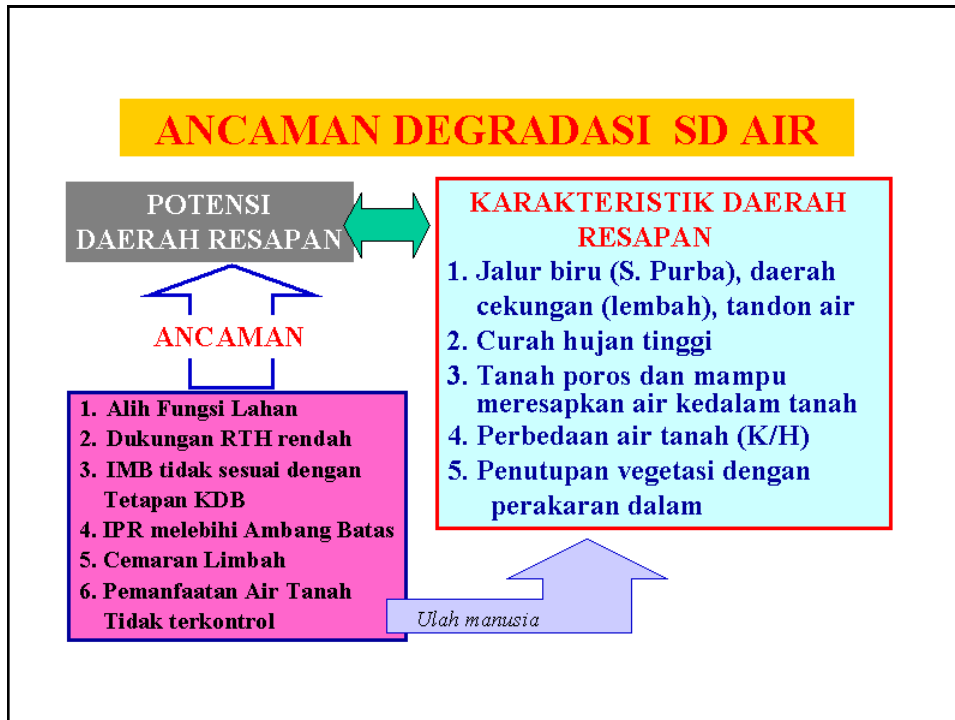 ANCAMAN DEGRADASI SD AIR
POTENSI
DAERAH RESAPAN
ANCAMAN
1. Alih Fungsi Lahan
2. Dukungan RTH rendah
3. IMB tidak sesuai dengan
Tetapan KDB
4. IPR melebihi Ambang Batas
5. Cemaran Limbah
6. Pemanfaatan Air Tanah
Tidak terkontrol
KARAKTERISTIK DAERAH
RESAPAN
1. Jalur biru (S. Purba), daerah
cekungan (lembah), tandon air
2. Curah hujan tinggi
3. Tanah poros dan mampu
meresapkan air kedalam tanah
4. Perbedaan air tanah (K/H)
5. Penutupan vegetasi dengan
perakaran dalam
Ulah manusia